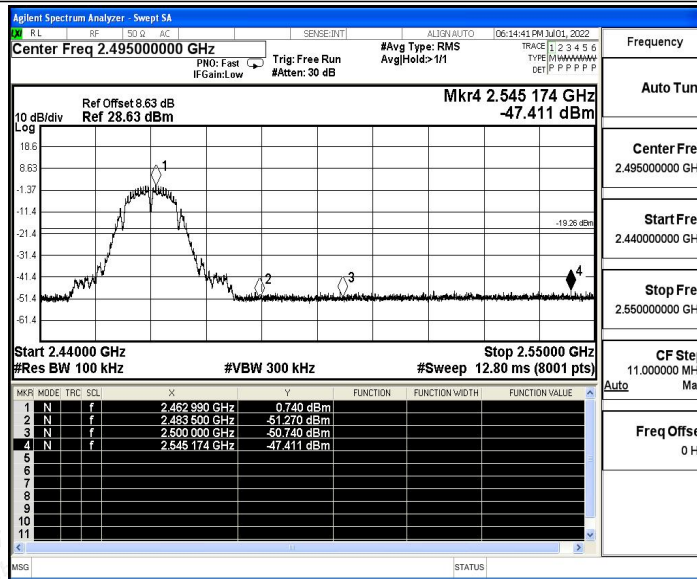 Agilent Spectrum Analyzer - Swept SA
RL RF 50 Ω AC SENSE:INT ALIGN AUTO 06:14:41 PM Jul 01, 2022
Center Freq 2.495000000 GHz
PNO: Fast
IFGain:Low
Trig: Free Run
#Atten: 30 dB
#Avg Type: RMS
Avg|Hold:>1/1
TRACE 1 2 3 4 5 6
TYPE M
DET P P P P P P
Ref Offset 8.63 dB
Ref 28.63 dBm
10 dB/div
Log
Mkr4 2.545 174 GHz
-47.411 dBm
18.6
8.63
-1.37
-11.4
-21.4
-31.4
-41.4
-51.4
-61.4
1
2
3
4
-19.26 dBm
Start 2.44000 GHz
Stop 2.55000 GHz
#Res BW 100 kHz
#VBW 300 kHz
#Sweep 12.80 ms (8001 pts)
MKR MODE TRC SCL X Y FUNCTION FUNCTION WIDTH FUNCTION VALUE
1 N f 2.462 990 GHz 0.740 dBm
2 N f 2.483 500 GHz -51.270 dBm
3 N f 2.500 000 GHz -50.740 dBm
4 N f 2.545 174 GHz -47.411 dBm
5
6
7
8
9
10
11
MSG
STATUS
Frequency
Auto Tun
Center Fre
2.495000000 GH
Start Fre
2.440000000 GH
Stop Fre
2.550000000 GH
CF Ste
11.000000 MH
Auto Ma
Freq Offse
0 H